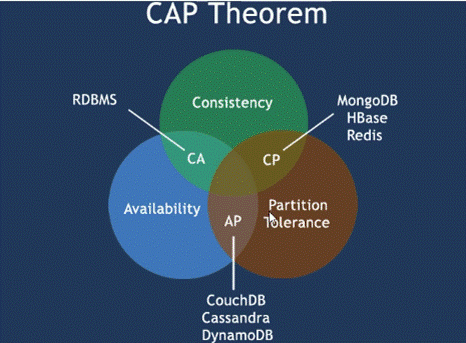 CAP Theorem
RDBMS
Consistency
MongoDB
HBase
Redis
CA
CP
Availability
Partition
Tolerance
AP
CouchDB
Cassandra
DynamoDB